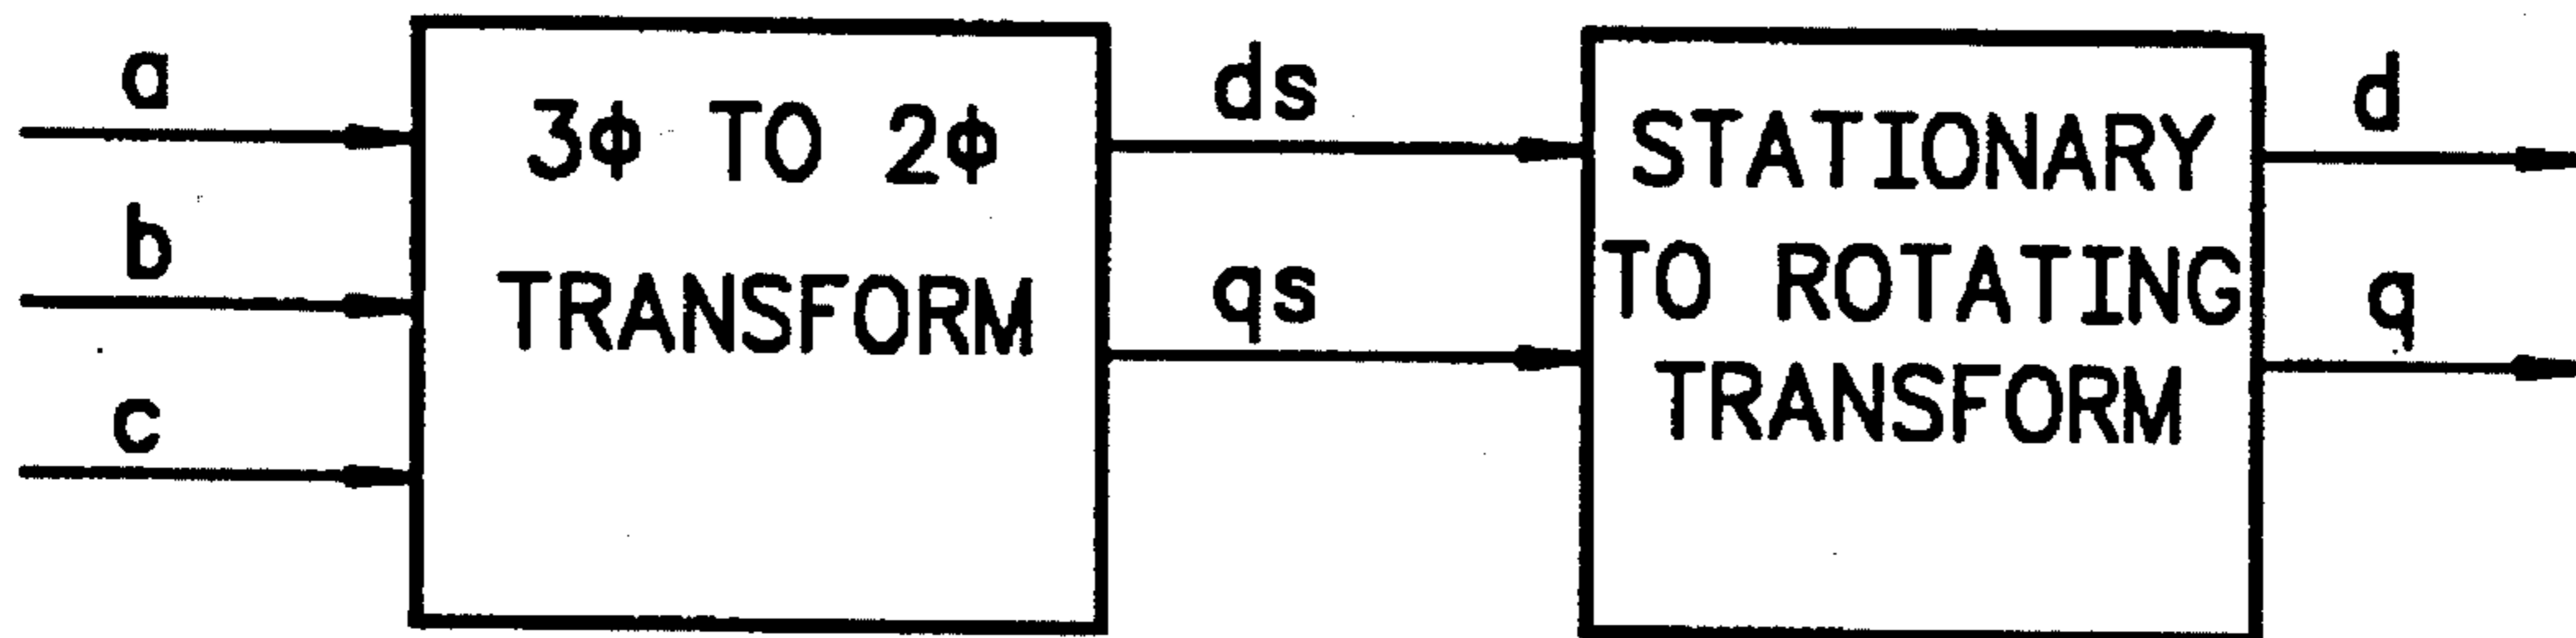 a
b
c
3Φ TO 2Φ
TRANSFORM
ds
qs
STATIONARY
TO ROTATING
TRANSFORM
d
q